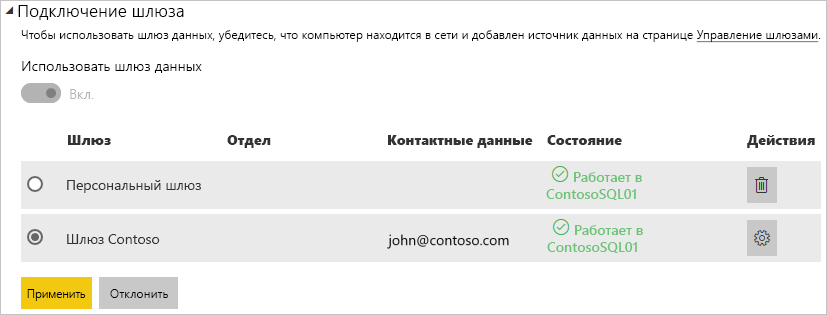 Подключение шлюза
Чтобы использовать шлюз данных, убедитесь, что компьютер находится в сети и добавлен источник данных на странице Управление шлюзами.
Использовать шлюз данных
Вкл.
Шлюз Отдел Контактные данные Состояние Действия
Персональный шлюз Работает в
ContosoSQL01
Шлюз Contoso john@contoso.com Работает в
ContosoSQL01
Применить Отклонить